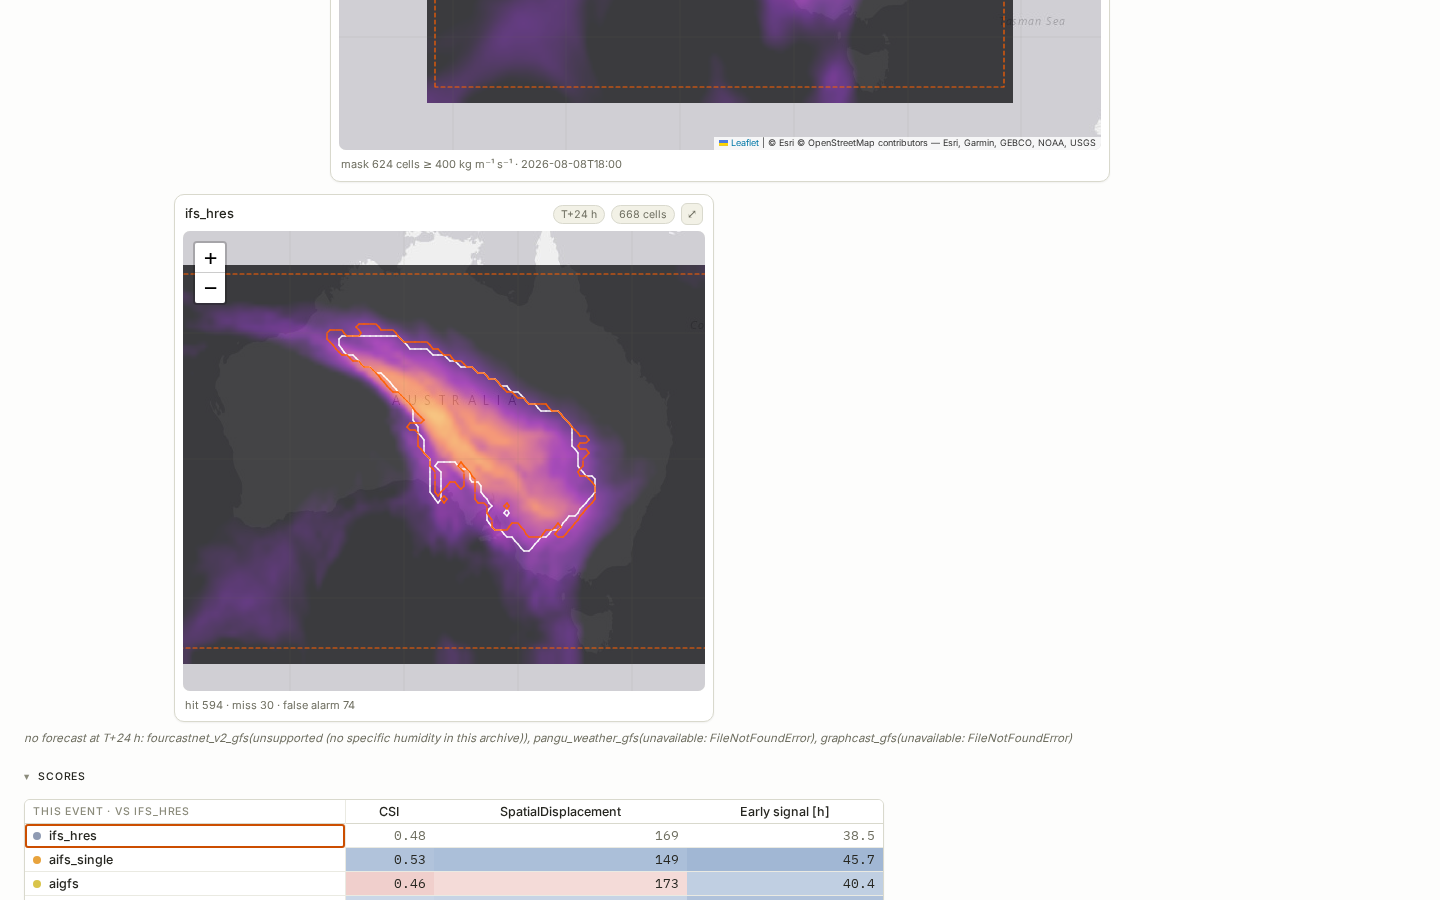 sman Sea
Leaflet | © Esri © OpenStreetMap contributors — Esri, Garmin, GEBCO, NOAA, USGS
mask 624 cells ≥ 400 kg m⁻¹ s⁻¹ · 2026-08-08T18:00
ifs_hres
T+24 h
668 cells
⤢
+
−
Co
AUSTRALIA
hit 594 · miss 30 · false alarm 74
no forecast at T+24 h: fourcastnet_v2_gfs(unsupported (no specific humidity in this archive)), pangu_weather_gfs(unavailable: FileNotFoundError), graphcast_gfs(unavailable: FileNotFoundError)
▾ SCORES
THIS EVENT · VS IFS_HRES CSI SpatialDisplacement Early signal [h]
ifs_hres 0.48 169 38.5
aifs_single 0.53 149 45.7
aigfs 0.46 173 40.4